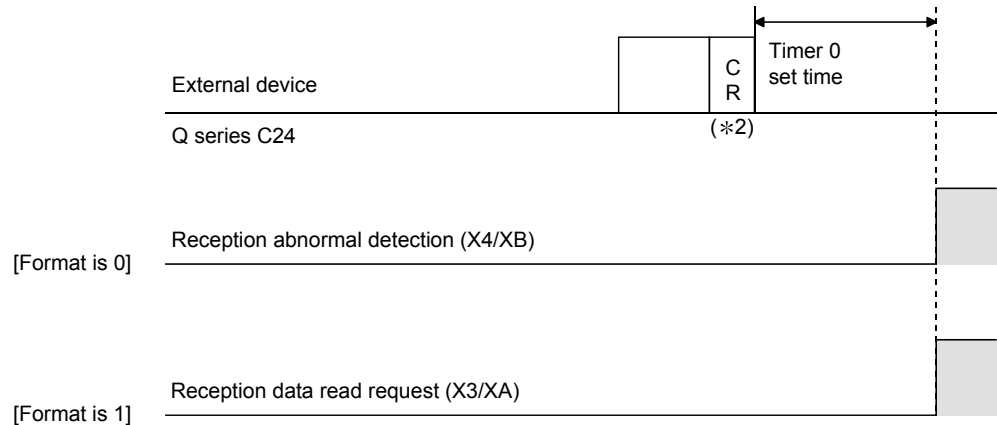 Timer 0
set time
C
R
External device
(＊2)
Q series C24
Reception abnormal detection (X4/XB)
[Format is 0]
Reception data read request (X3/XA)
[Format is 1]